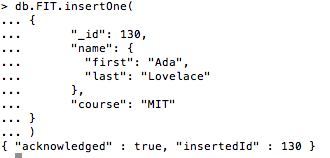 > db.FIT.insertOne(
...   {
...         "_id": 130,
...         "name": {
...           "first": "Ada",
...           "last": "Lovelace"
...         },
...         "course": "MIT"
...   }
... )
{ "acknowledged" : true, "insertedId" : 130 }